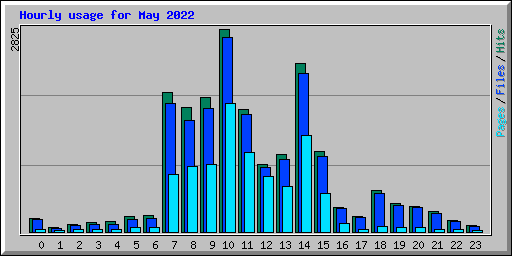 Hourly usage for May 2022
2825
Pages/Files/Hits
0 1 2 3 4 5 6 7 8 9 10 11 12 13 14 15 16 17 18 19 20 21 22 23